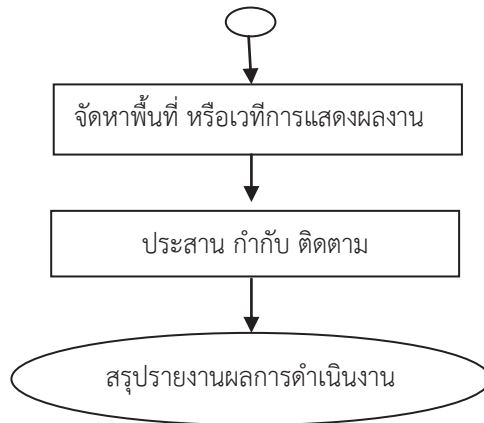 จัดหาพื้นที่ หรือเวทีการแสดงผลงาน
ประสาน กำกับ ติดตาม
สรุปรายงานผลการดำเนินงาน